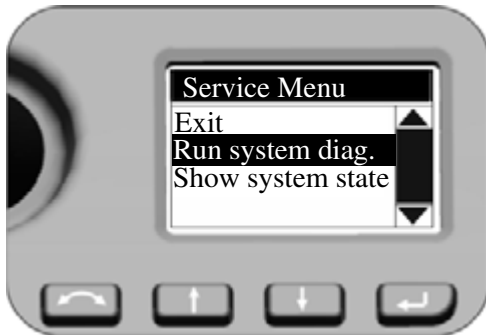 Service Menu
Exit
Run system diag.
Show system state